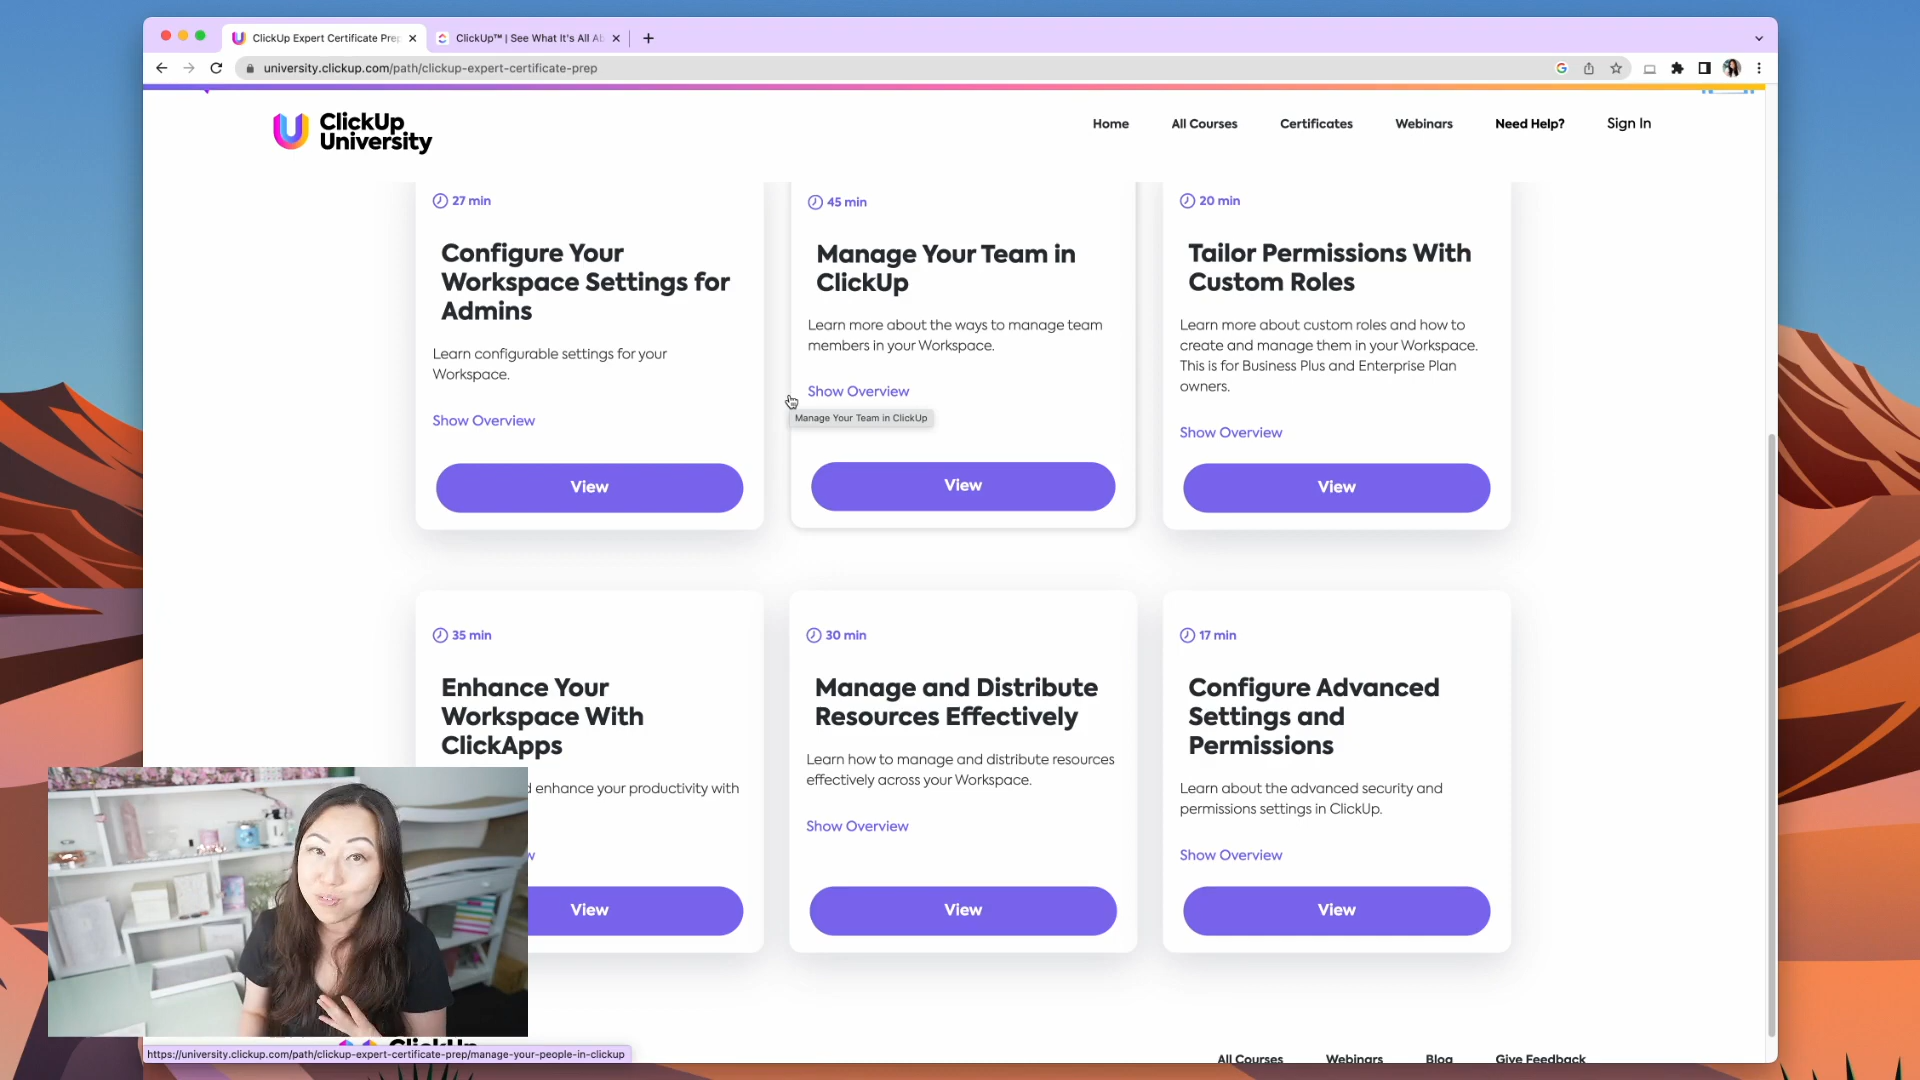 ClickUp Expert Certificate Prep
ClickUp™ | See What It's All Ab
university.clickup.com/path/clickup-expert-certificate-prep
ClickUp
University
Home
All Courses
Certificates
Webinars
Need Help?
Sign In
27 min
Configure Your
Workspace Settings for
Admins
Learn configurable settings for your
Workspace.
Show Overview
View
45 min
Manage Your Team in
ClickUp
Learn more about the ways to manage team
members in your Workspace.
Show Overview
Manage Your Team in ClickUp
View
20 min
Tailor Permissions With
Custom Roles
Learn more about custom roles and how to
create and manage them in your Workspace.
This is for Business Plus and Enterprise Plan
owners.
Show Overview
View
35 min
Enhance Your
Workspace With
ClickApps
enhance your productivity with
View
30 min
Manage and Distribute
Resources Effectively
Learn how to manage and distribute resources
effectively across your Workspace.
Show Overview
View
17 min
Configure Advanced
Settings and
Permissions
Learn about the advanced security and
permissions settings in ClickUp.
Show Overview
View
ClickUp
https://university.clickup.com/path/clickup-expert-certificate-prep/manage-your-people-in-clickup
All Courses
Webinars
Blog
Give Feedback